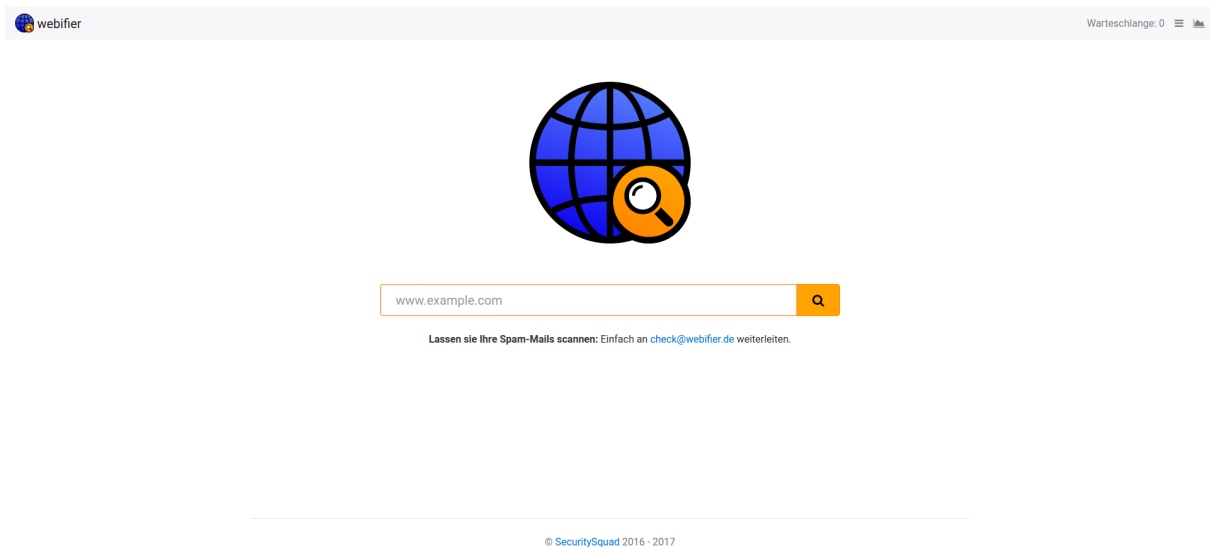 webifier
Warteschlange: 0
www.example.com
Lassen sie Ihre Spam-Mails scannen: Einfach an check@webifier.de weiterleiten.
© SecuritySquad 2016 - 2017